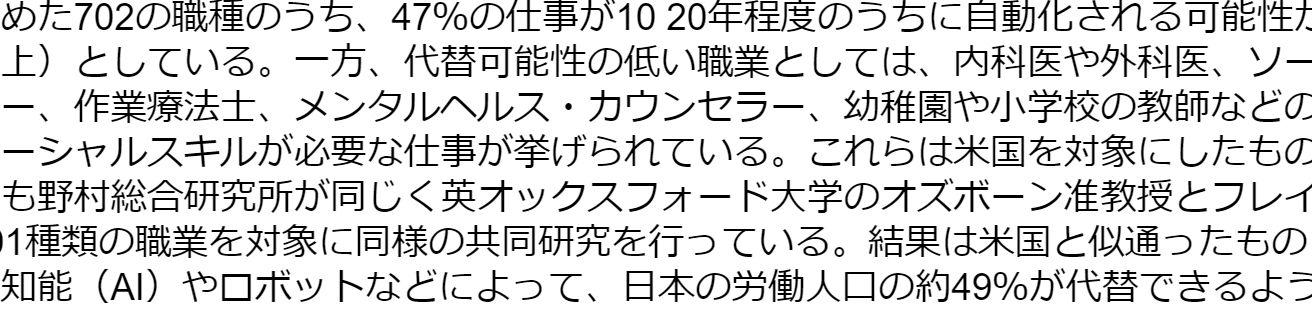 めた702の職種のうち、47%の仕事が10 20年程度のうちに自動化される可能性が
上）としている。一方、代替可能性の低い職業としては、内科医や外科医、ソー
ー、作業療法士、メンタルヘルス・カウンセラー、幼稚園や小学校の教師などの
ーシャルスキルが必要な仕事が挙げられている。これらは米国を対象にしたもの
も野村総合研究所が同じく英オックスフォード大学のオズボーン准教授とフレイ
01種類の職業を対象に同様の共同研究を行っている。結果は米国と似通ったもの
知能（AI）やロボットなどによって、日本の労働人口の約49%が代替できるよう